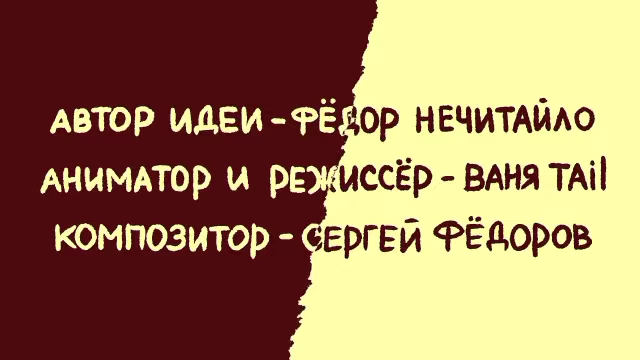 АВТОР ИДЕИ - ФЁДОР НЕЧИТАЙЛО
АНИМАТОР И РЕЖИССЁР - ВАНЯ TAil
КОМПОЗИТОР - СЕРГЕЙ ФЁДОРОВ